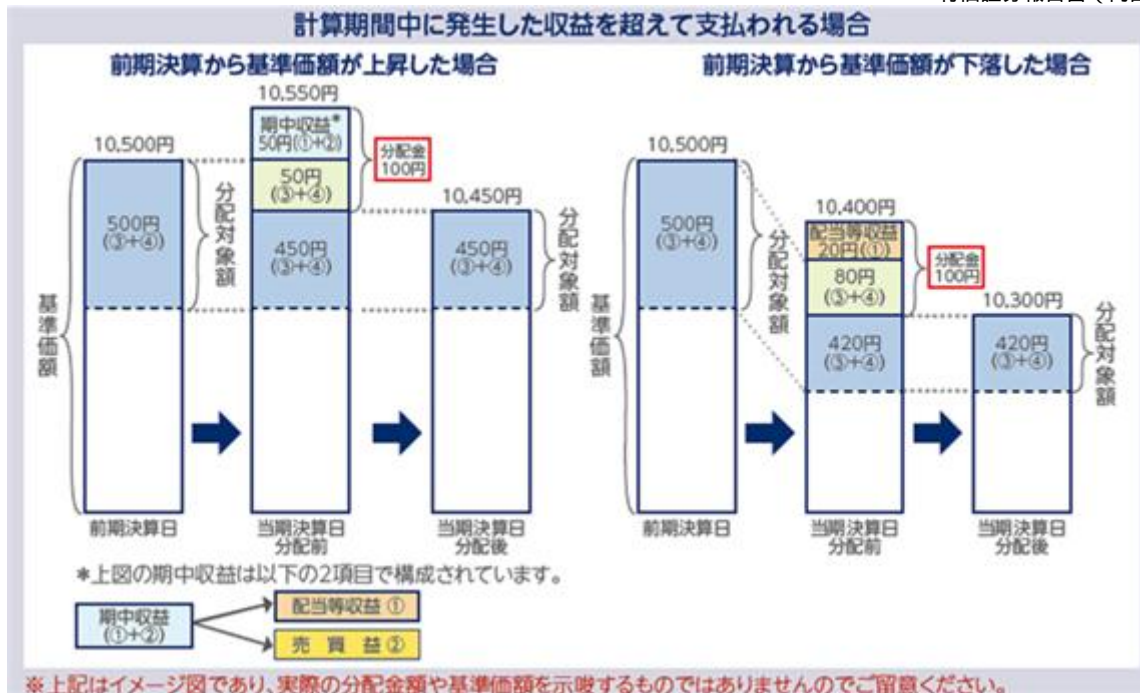 計算期間中に発生した収益を超えて支払われる場合
前期決算から基準価額が上昇した場合
10,550円
10,500円
期中収益*
50円(①+②)
50円
(③+④)
分配金
100円
10,450円
500円
(③+④)
450円
(③+④)
450円
(③+④)
分配対象額
分配対象額
基準価額
前期決算日
当期決算日
分配前
当期決算日
分配後
前期決算から基準価額が下落した場合
10,500円
10,400円
配当等収益
20円(①)
80円
(③+④)
分配金
100円
10,300円
500円
(③+④)
420円
(③+④)
420円
(③+④)
分配対象額
分配対象額
基準価額
前期決算日
当期決算日
分配前
当期決算日
分配後
*上図の期中収益は以下の2項目で構成されています。
期中収益
(①+②)
配当等収益 ①
売 買 益 ②
※上記はイメージ図であり、実際の分配金額や基準価額を示唆するものではありませんのでご留意ください。